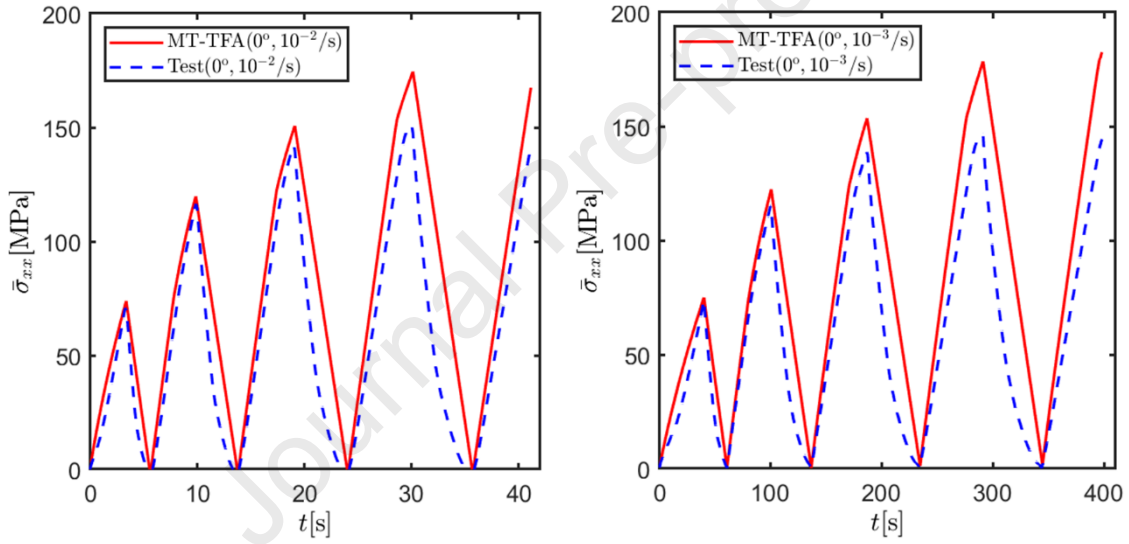 200
150
100
50
0
σ̄xx[MPa]
MT-TFA(0°, 10⁻²/s)
Test(0°, 10⁻²/s)
0 10 20 30 40
t[s]
200
150
100
50
0
σ̄xx[MPa]
MT-TFA(0°, 10⁻³/s)
Test(0°, 10⁻³/s)
0 100 200 300 400
t[s]
Journal Pre-pro